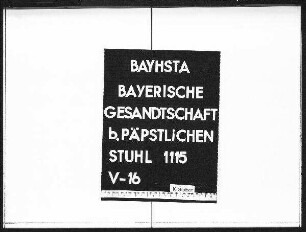 BAYHSTA
BAYERISCHE
GESANDTSCHAFT
b. PÄPSTLICHEN
STUHL 1115
V-16